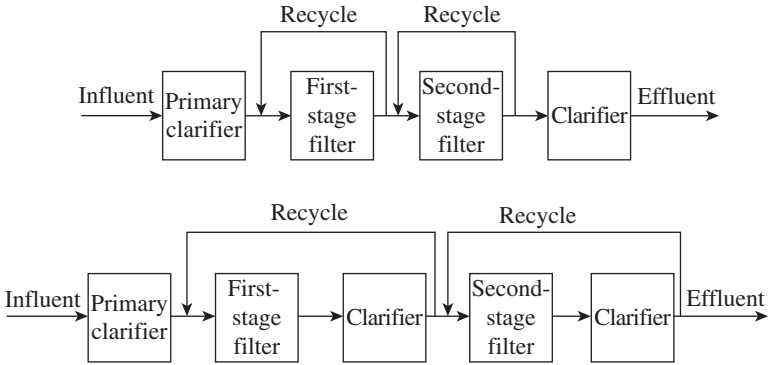 Recycle
Recycle
Influent
Primary
clarifier
First-
stage
filter
Second-
stage
filter
Clarifier
Effluent
Recycle
Recycle
Influent
Primary
clarifier
First-
stage
filter
Clarifier
Second-
stage
filter
Clarifier
Effluent